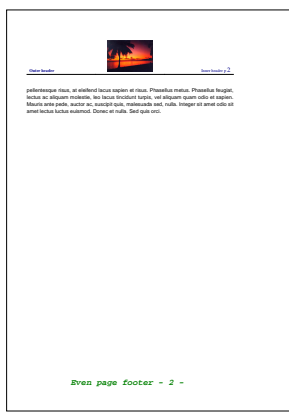 Outer header
Inner header p 2
pellentesque risus, at eleifend lacus sapien et risus. Phasellus metus. Phasellus feugiat,
lectus ac aliquam molestie, leo lacus tincidunt turpis, vel aliquam quam odio et sapien.
Mauris ante pede, auctor ac, suscipit quis, malesuada sed, nulla. Integer sit amet odio sit
amet lectus luctus euismod. Donec et nulla. Sed quis orci.
Even page footer - 2 -